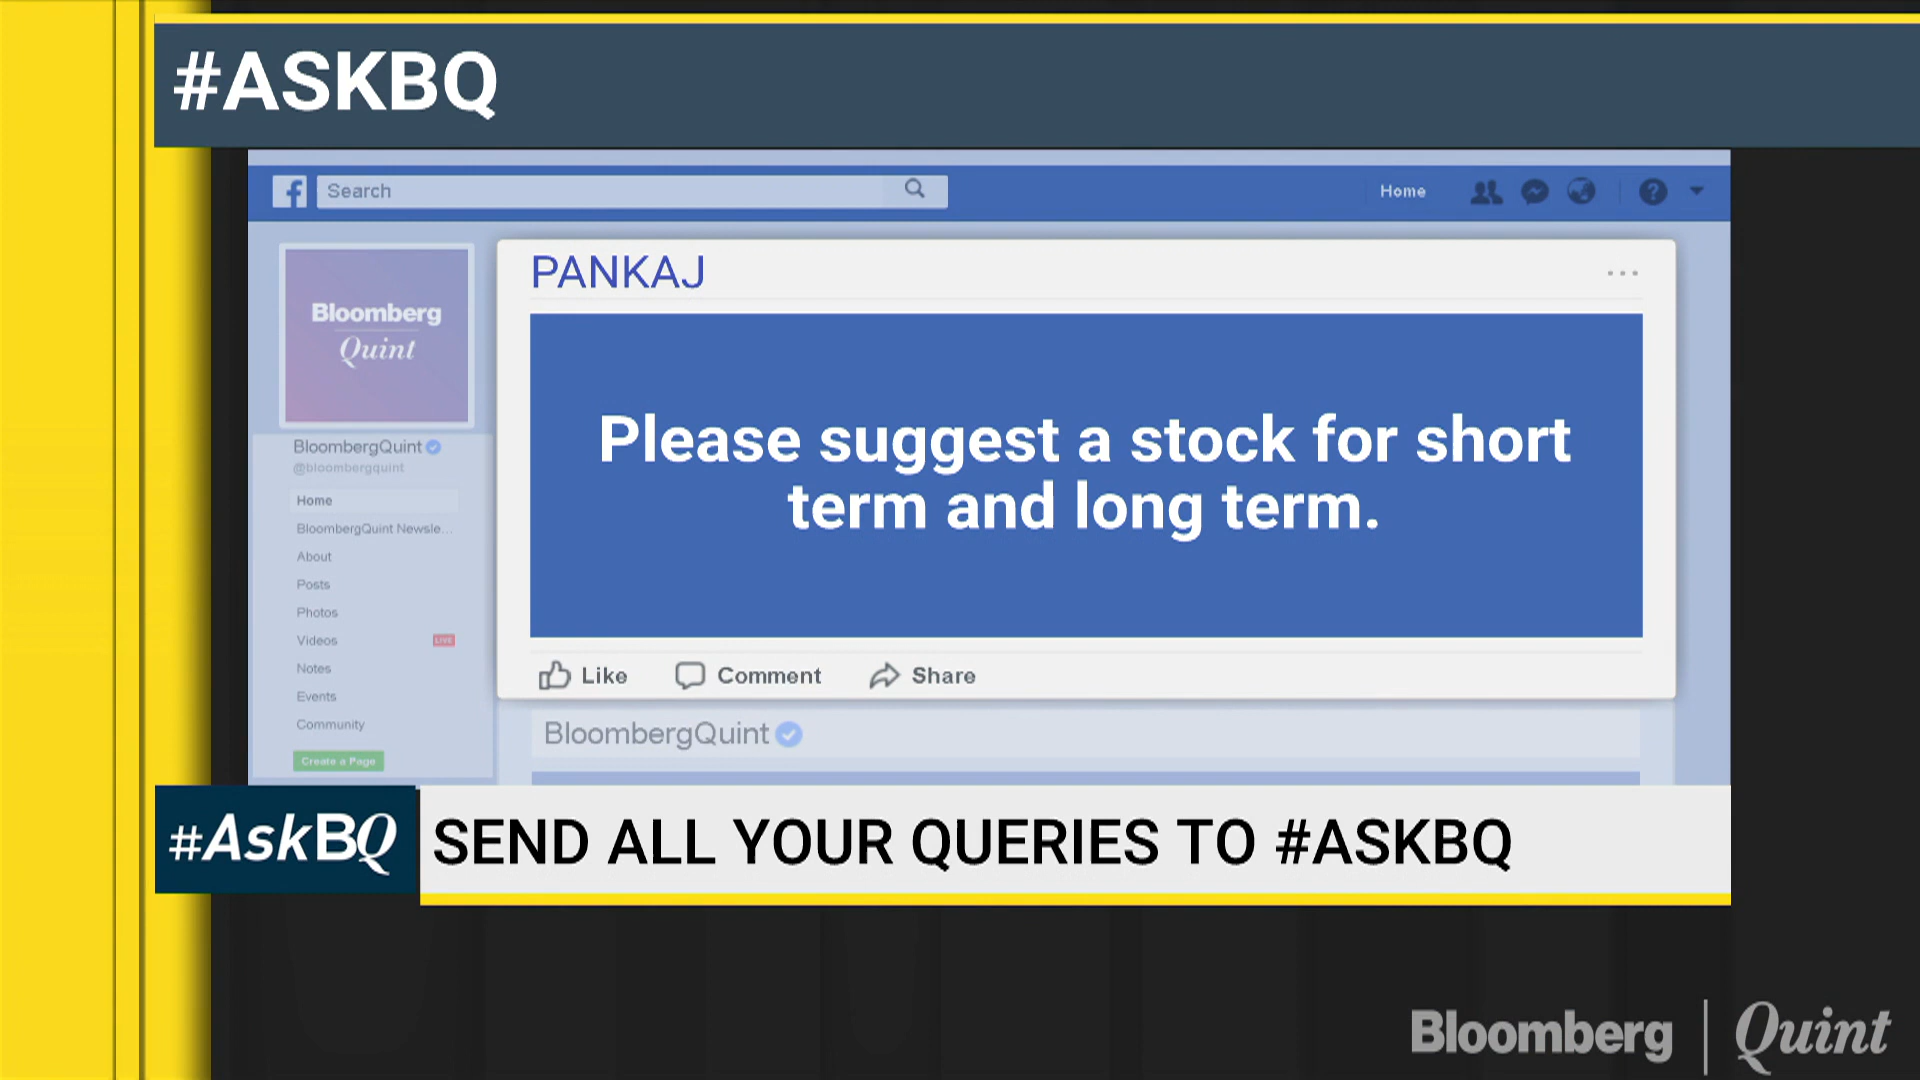 #ASKBQ
Search
Home
PANKAJ
Bloomberg
Quint
Please suggest a stock for short
term and long term.
BloombergQuint
@bloombergquint
Home
BloombergQuint Newsle...
About
Posts
Photos
Videos
LIVE
Notes
Events
Community
Create a Page
Like
Comment
Share
BloombergQuint
#AskBQ
SEND ALL YOUR QUERIES TO #ASKBQ
Bloomberg | Quint